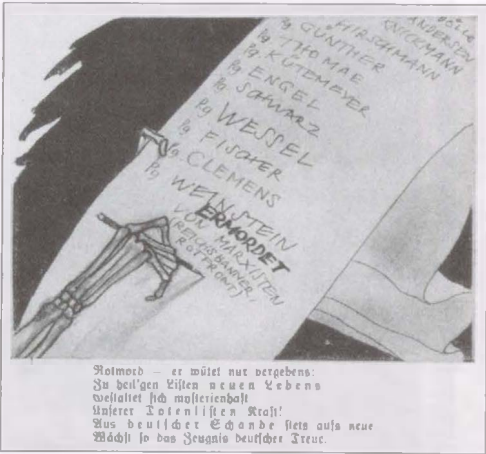 ANDERSEN
KNICKMANN
HIRSCHMANN
Pg. GÜNTHER
Pg. THOMAE
Pg. KÜTEMEYER
Pg. ENGEL
Pg. SCHWARZ
Pg. WESSEL
Pg. FISCHER
Pg. CLEMENS
Pg. WEINSTEIN
ERMORDET
VON MARXISTEN
(REICHSBANNER,
ROTFRONT)
Rotmord – er wütet nur vergebens:
Zu heil'gen Listen neuen Lebens
Gestaltet sich mysterienhaft
Unserer Totenlisten Kraft!
Aus deutscher Schande stets aufs neue
Wächst so das Zeugnis deutscher Treue.